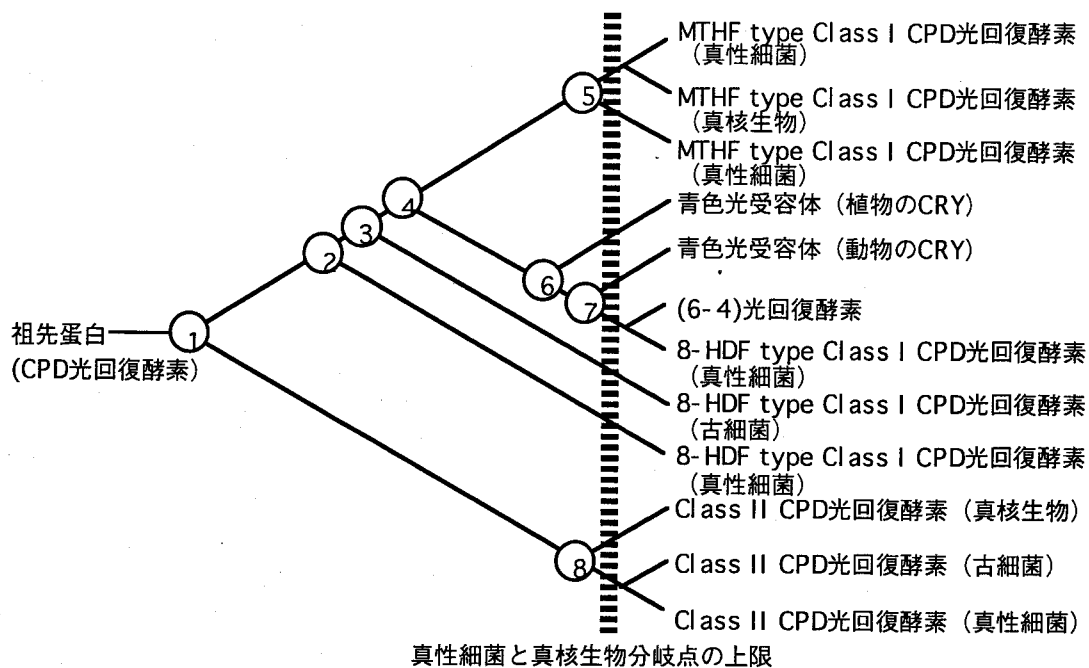 MTHF type Class I CPD光回復酵素
（真性細菌）
MTHF type Class I CPD光回復酵素
（真核生物）
MTHF type Class I CPD光回復酵素
（真性細菌）
青色光受容体（植物のCRY）
青色光受容体（動物のCRY）
(6-4)光回復酵素
8-HDF type Class I CPD光回復酵素
（真性細菌）
8-HDF type Class I CPD光回復酵素
（古細菌）
8-HDF type Class I CPD光回復酵素
（真性細菌）
Class II CPD光回復酵素（真核生物）
Class II CPD光回復酵素（古細菌）
Class II CPD光回復酵素（真性細菌）
祖先蛋白
(CPD光回復酵素)
1
2
3
4
5
6
7
8
真性細菌と真核生物分岐点の上限